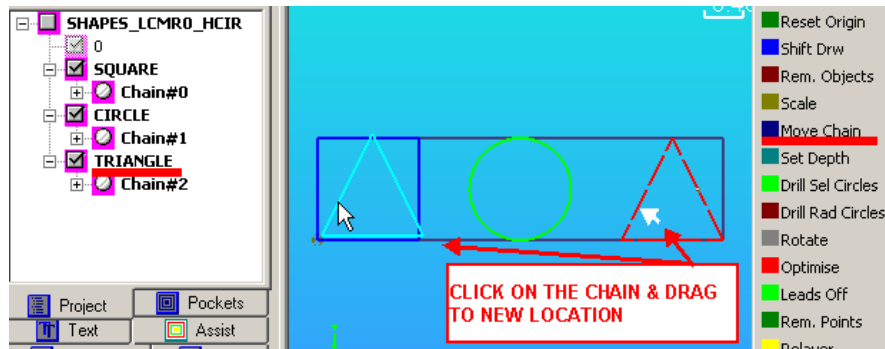 SHAPES_LCMR0_HCIR
0
SQUARE
Chain#0
CIRCLE
Chain#1
TRIANGLE
Chain#2
Project
Pockets
Text
Assist
CLICK ON THE CHAIN & DRAG
TO NEW LOCATION
Reset Origin
Shift Drw
Rem. Objects
Scale
Move Chain
Set Depth
Drill Sel Circles
Drill Rad Circles
Rotate
Optimise
Leads Off
Rem. Points